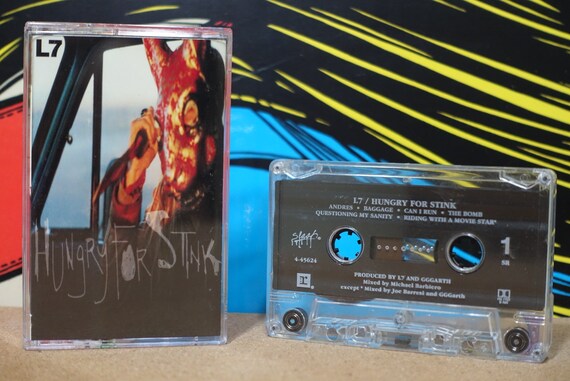 L7
HUNGRY FOR STINK
L7 / HUNGRY FOR STINK
ANDRES • BAGGAGE • CAN I RUN • THE BOMB
QUESTIONING MY SANITY • RIDING WITH A MOVIE STAR*
slash
4-45624
1
SR
PRODUCED BY L7 AND GGGARTH
Mixed by Michael Barbiero
except * Mixed by Joe Barresi and GGGarth